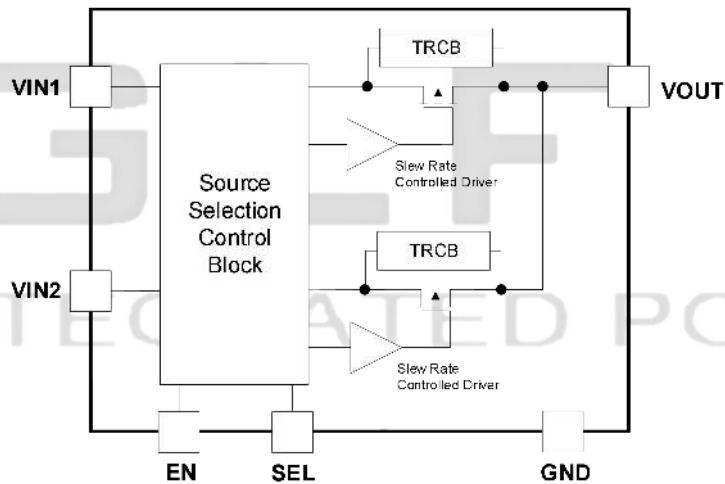 TRCB
VIN1
VOUT
Slew Rate
Controlled Driver
Source
Selection
Control
Block
TRCB
VIN2
Slew Rate
Controlled Driver
EN
SEL
GND